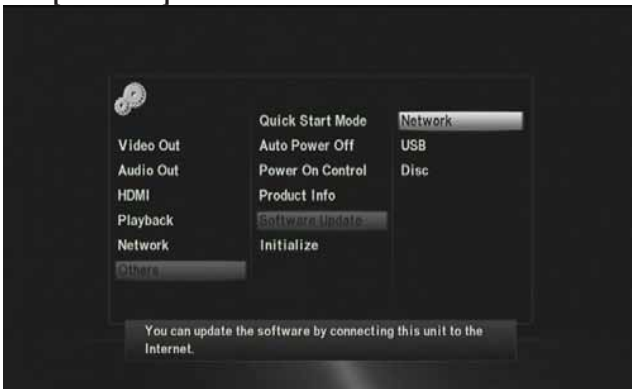 Quick Start Mode
Network
Video Out
Auto Power Off
USB
Audio Out
Power On Control
Disc
HDMI
Product Info
Playback
Software Update
Network
Initialize
Others
You can update the software by connecting this unit to the
Internet.